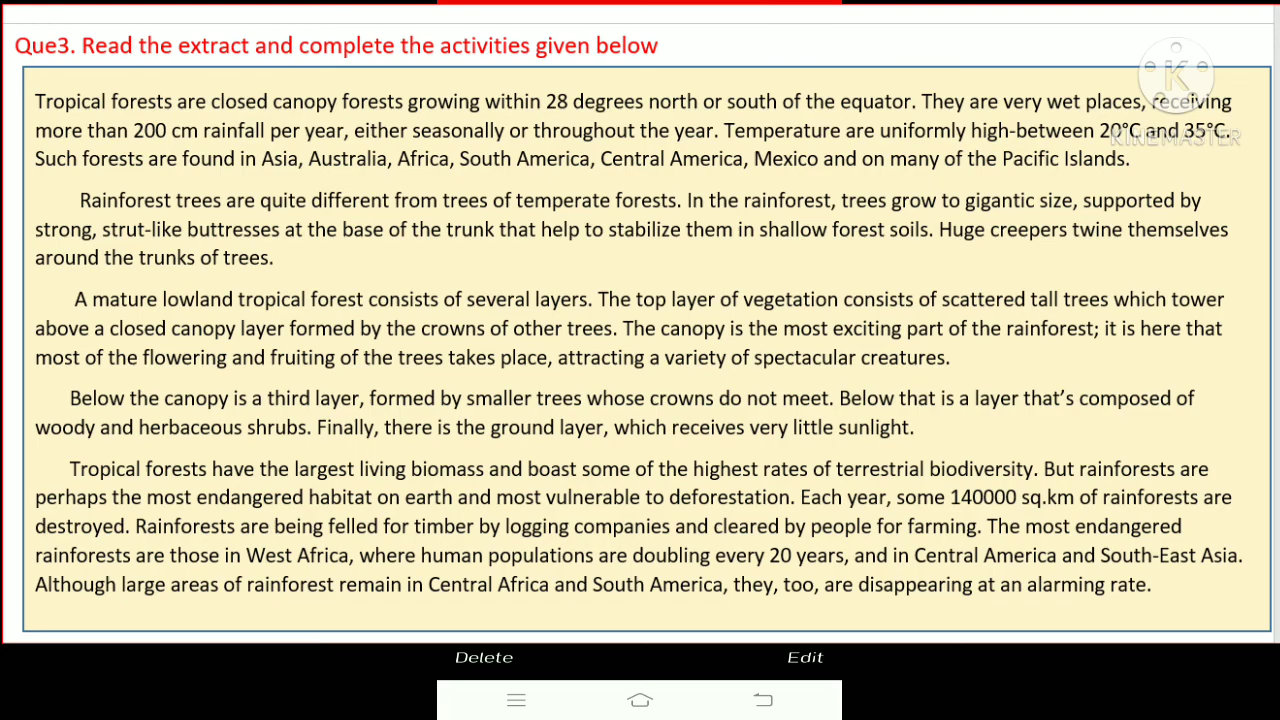 Que3. Read the extract and complete the activities given below
Tropical forests are closed canopy forests growing within 28 degrees north or south of the equator. They are very wet places, receiving
more than 200 cm rainfall per year, either seasonally or throughout the year. Temperature are uniformly high-between 20°C and 35°C.
Such forests are found in Asia, Australia, Africa, South America, Central America, Mexico and on many of the Pacific Islands.
Rainforest trees are quite different from trees of temperate forests. In the rainforest, trees grow to gigantic size, supported by
strong, strut-like buttresses at the base of the trunk that help to stabilize them in shallow forest soils. Huge creepers twine themselves
around the trunks of trees.
A mature lowland tropical forest consists of several layers. The top layer of vegetation consists of scattered tall trees which tower
above a closed canopy layer formed by the crowns of other trees. The canopy is the most exciting part of the rainforest; it is here that
most of the flowering and fruiting of the trees takes place, attracting a variety of spectacular creatures.
Below the canopy is a third layer, formed by smaller trees whose crowns do not meet. Below that is a layer that's composed of
woody and herbaceous shrubs. Finally, there is the ground layer, which receives very little sunlight.
Tropical forests have the largest living biomass and boast some of the highest rates of terrestrial biodiversity. But rainforests are
perhaps the most endangered habitat on earth and most vulnerable to deforestation. Each year, some 140000 sq.km of rainforests are
destroyed. Rainforests are being felled for timber by logging companies and cleared by people for farming. The most endangered
rainforests are those in West Africa, where human populations are doubling every 20 years, and in Central America and South-East Asia.
Although large areas of rainforest remain in Central Africa and South America, they, too, are disappearing at an alarming rate.
K
KINEMASTER
Delete
Edit